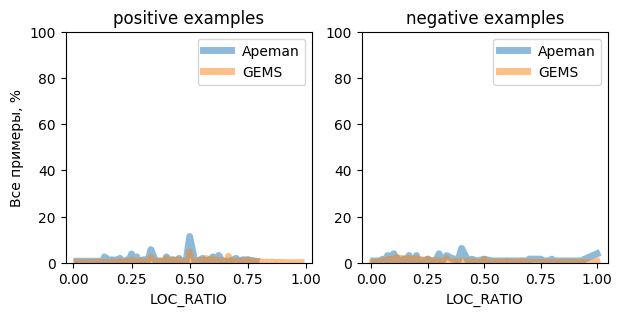 positive examples
negative examples
100
80
60
40
20
0
Все примеры, %
Apeman
GEMS
0.00
0.25
0.50
0.75
1.00
LOC_RATIO
100
80
60
40
20
0
Apeman
GEMS
0.00
0.25
0.50
0.75
1.00
LOC_RATIO